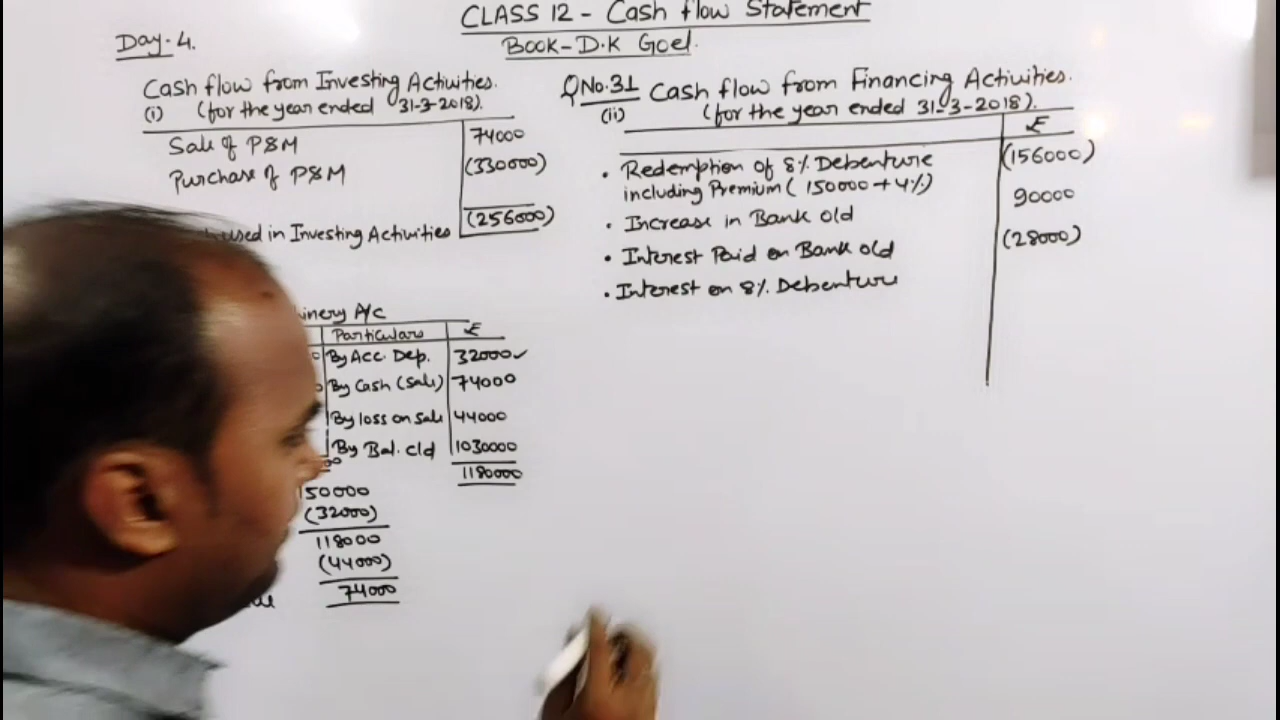 CLASS 12 - Cash flow Statement
Day-4.
BOOK-D.K Goel.
Cash flow from Investing Activities.
(i) (for the year ended 31-3-2018).
Sale of P&M 74000
Purchase of P&M (330000)
used in Investing Activities (256000)
QNo.31 Cash flow from Financing Activities.
(ii) (for the year ended 31-3-2018).
₹
• Redemption of 8% Debenture (156000)
including Premium (150000+4%)
• Increase in Bank o/d 90000
• Interest Paid on Bank o/d (28000)
• Interest on 8% Debenture
inery A/c
Particulars ₹
By Acc. Dep. 32000✓
By Cash (Sale) 74000
By loss on sale 44000
By Bal. c/d 1030000
1180000
150000
(32000)
118000
(44000)
74000